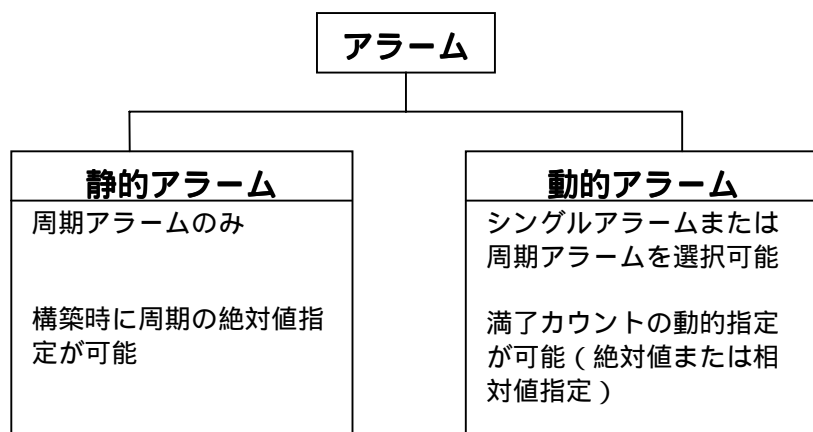 アラーム
静的アラーム
周期アラームのみ
構築時に周期の絶対値指
定が可能
動的アラーム
シングルアラームまたは
周期アラームを選択可能
満了カウントの動的指定
が可能(絶対値または相
対値指定)